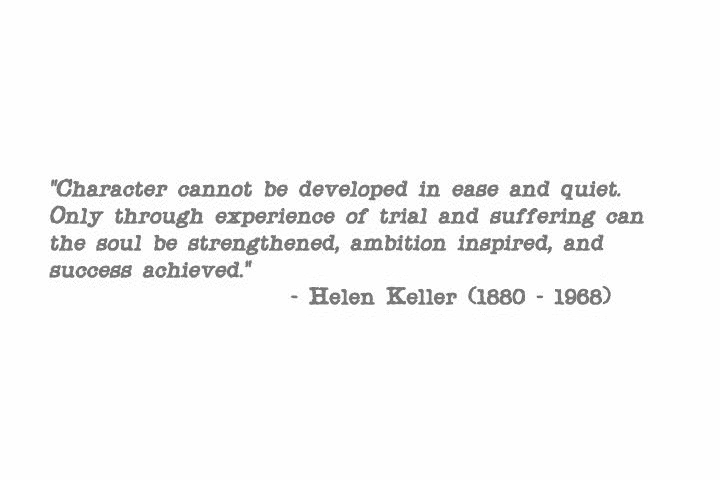 "Character cannot be developed in ease and quiet.
Only through experience of trial and suffering can
the soul be strengthened, ambition inspired, and
success achieved."
- Helen Keller (1880 - 1968)